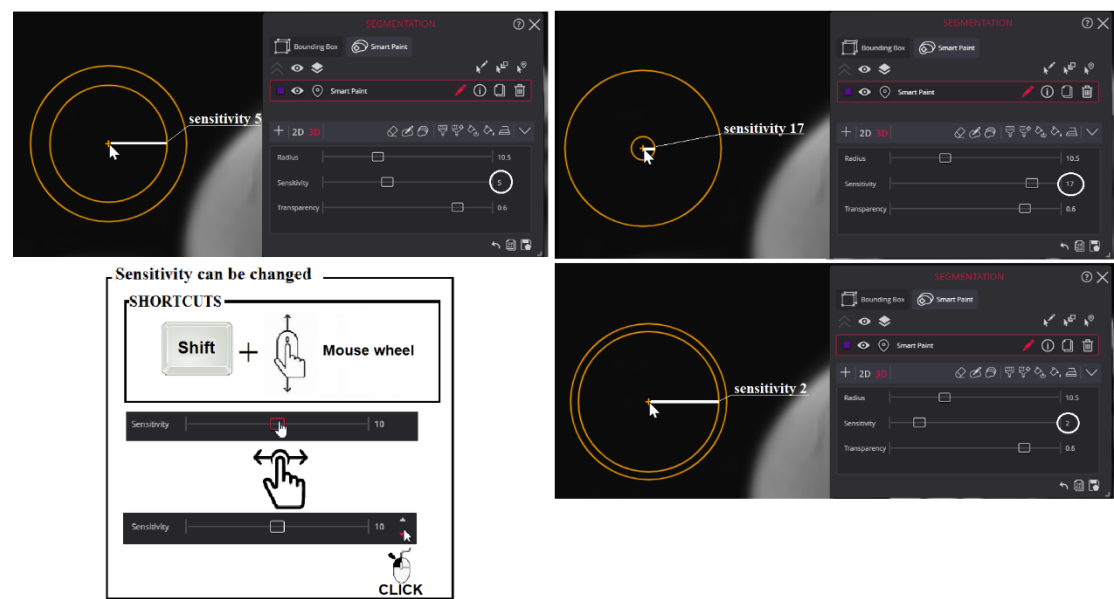 SEGMENTATION
Bounding Box
Smart Paint
Smart Paint
sensitivity 5
2D 3D
Radius 10.5
Sensitivity 5
Transparency 0.6
SEGMENTATION
Bounding Box
Smart Paint
Smart Paint
sensitivity 17
2D 3D
Radius 10.5
Sensitivity 17
Transparency 0.6
Sensitivity can be changed
SHORTCUTS
Shift + Mouse wheel
Sensitivity 10
Sensitivity 10
CLICK
SEGMENTATION
Bounding Box
Smart Paint
Smart Paint
sensitivity 2
2D 3D
Radius 10.5
Sensitivity 2
Transparency 0.6